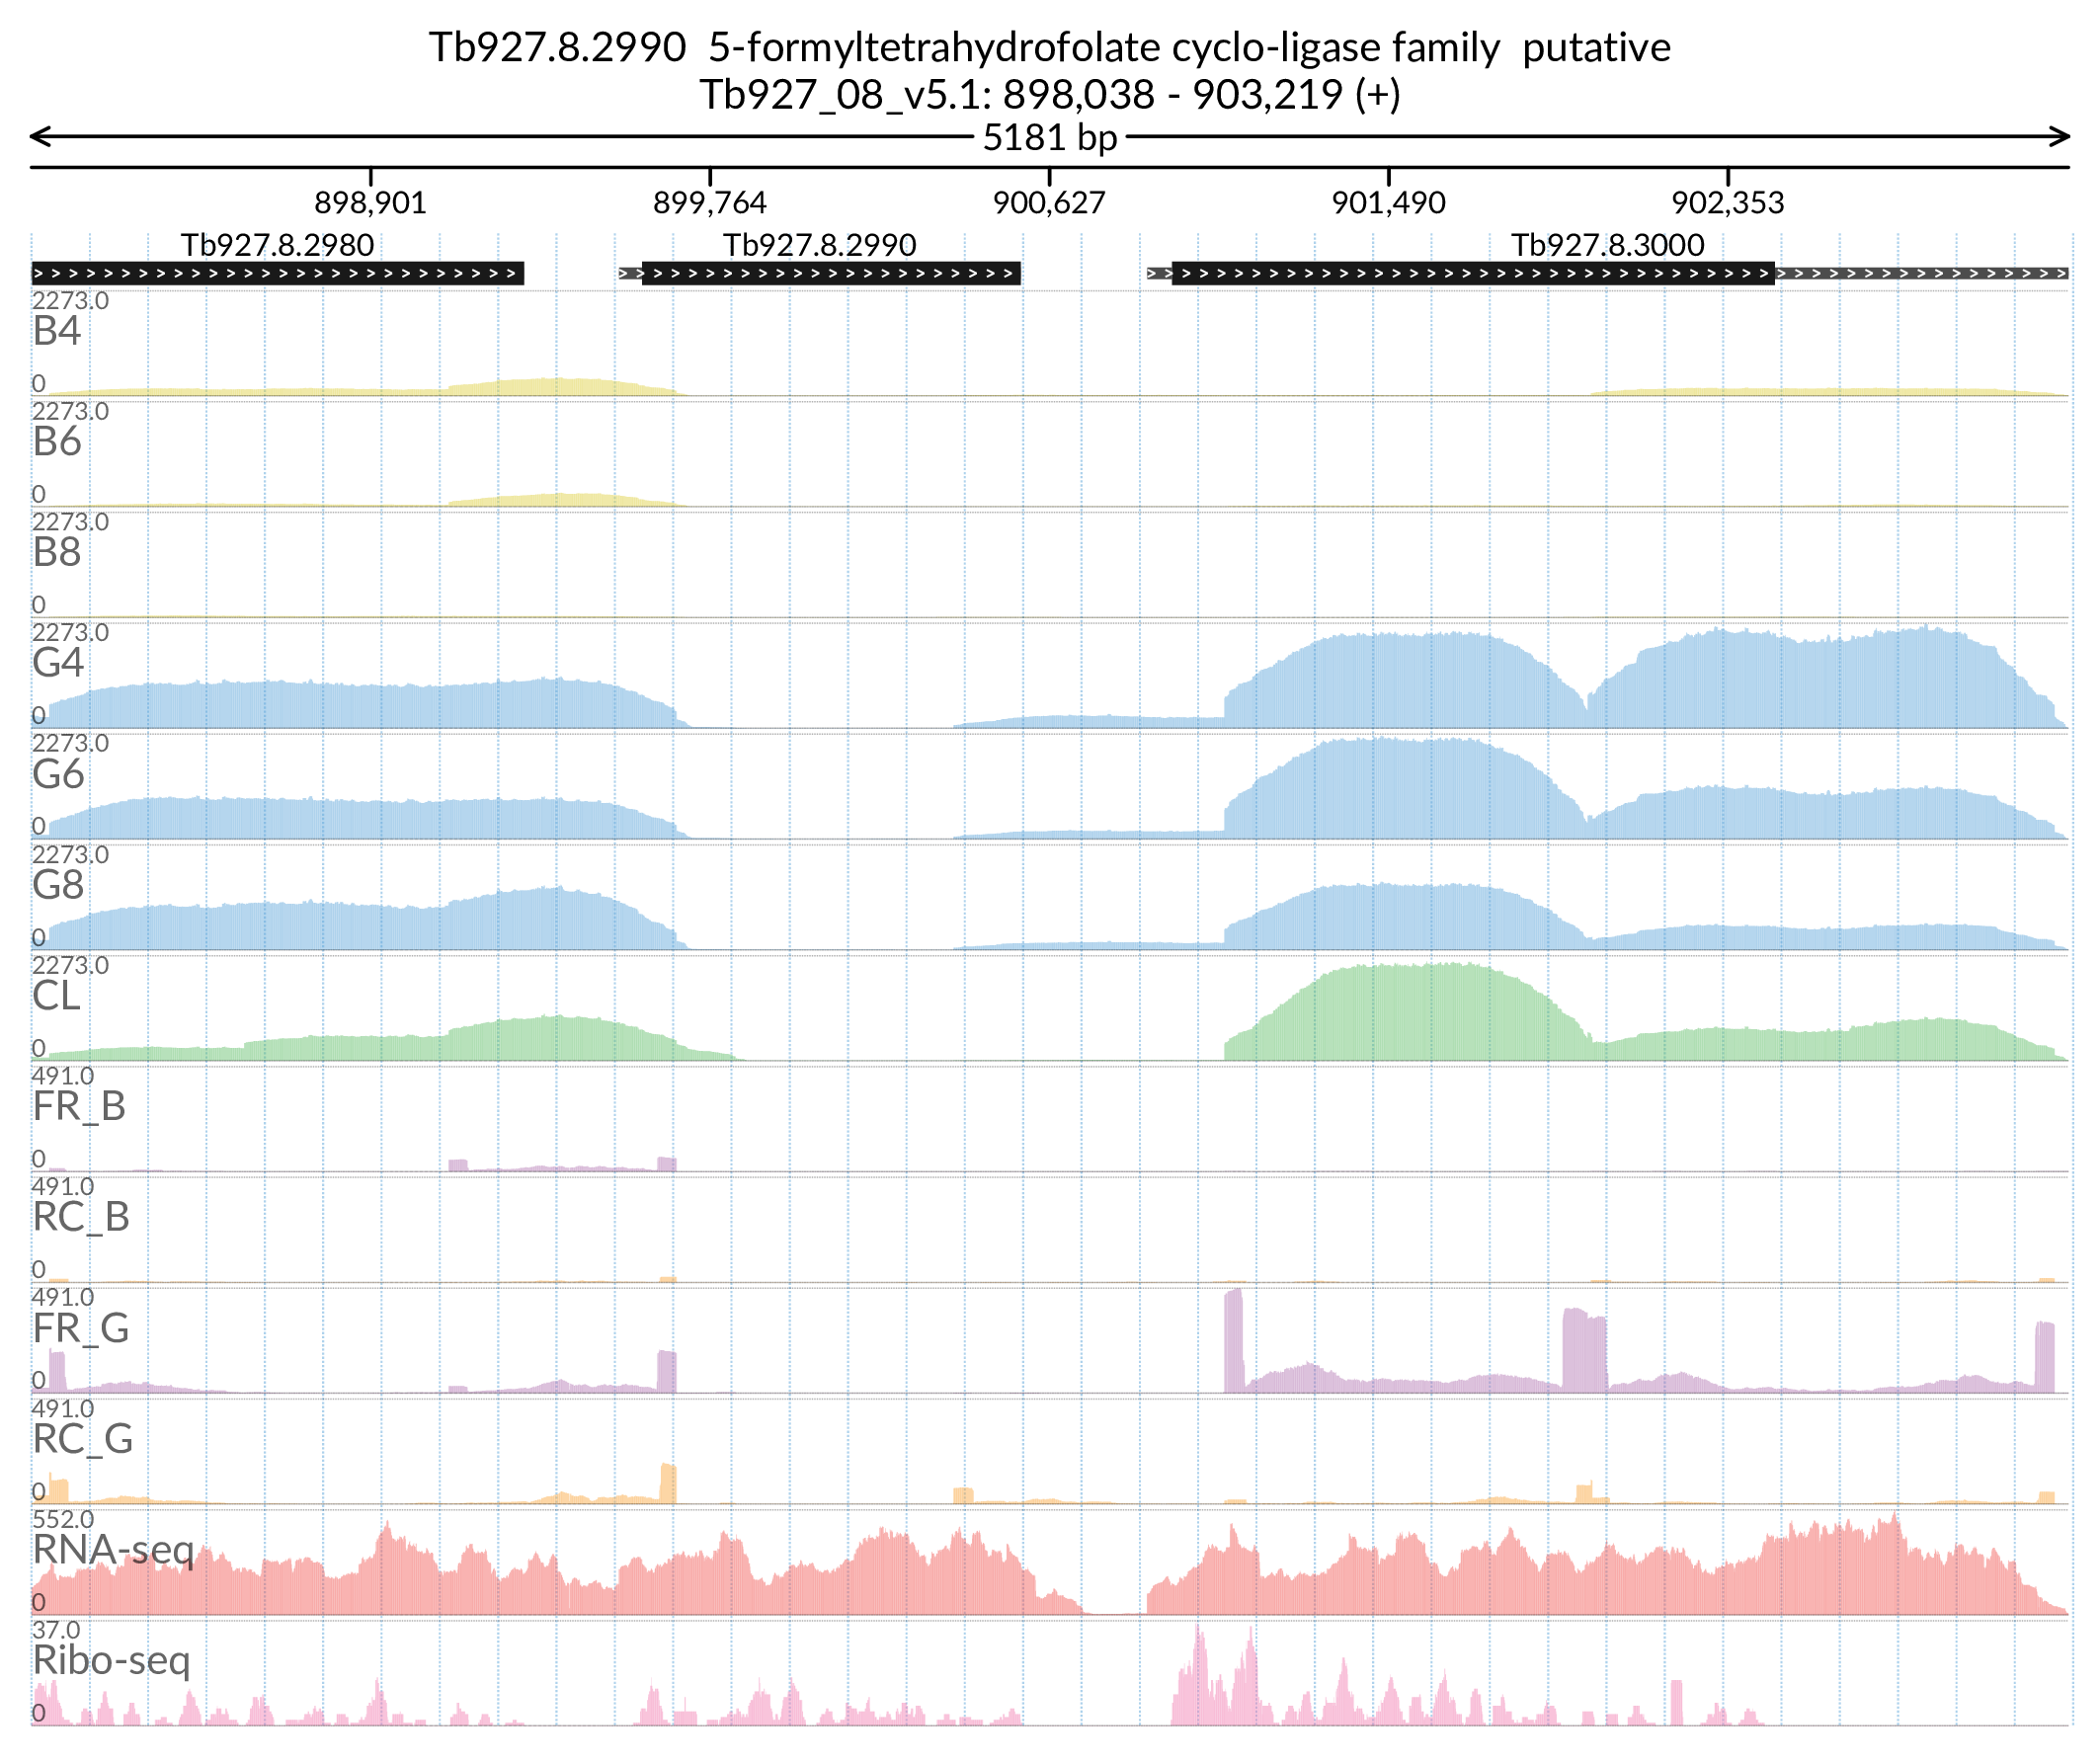 Tb927.8.2990  5-formyltetrahydrofolate cyclo-ligase family  putative
Tb927_08_v5.1: 898,038 - 903,219 (+)
5181 bp
898,901 899,764 900,627 901,490 902,353
Tb927.8.2980 Tb927.8.2990 Tb927.8.3000
2273.0
B4
0
2273.0
B6
0
2273.0
B8
0
2273.0
G4
0
2273.0
G6
0
2273.0
G8
0
2273.0
CL
0
491.0
FR_B
0
491.0
RC_B
0
491.0
FR_G
0
491.0
RC_G
0
552.0
RNA-seq
0
37.0
Ribo-seq
0